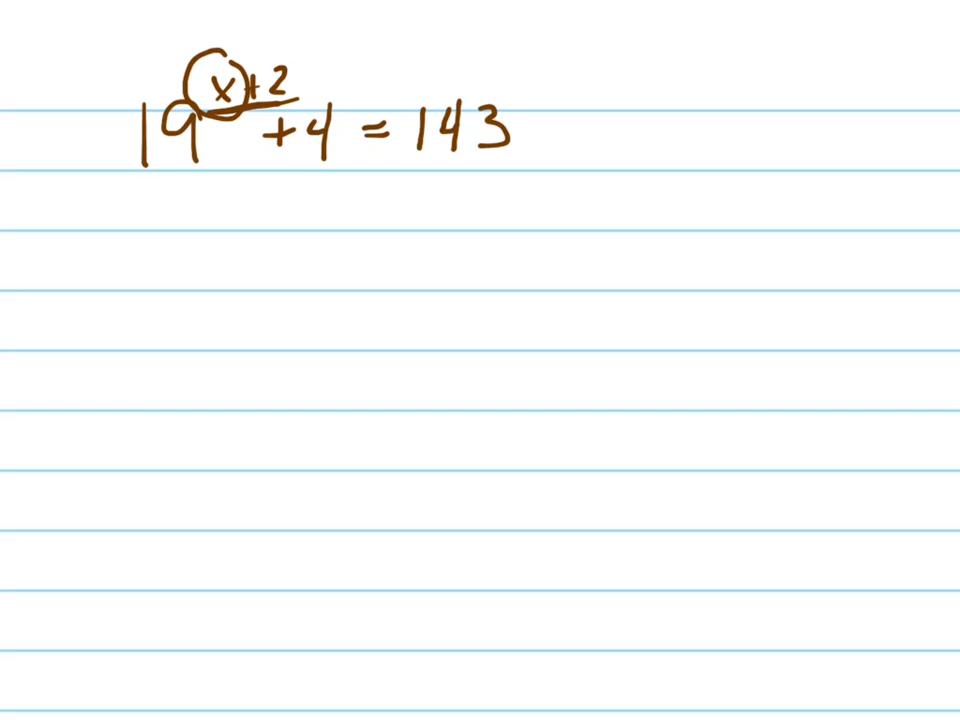 19^{x+2} + 4 = 143